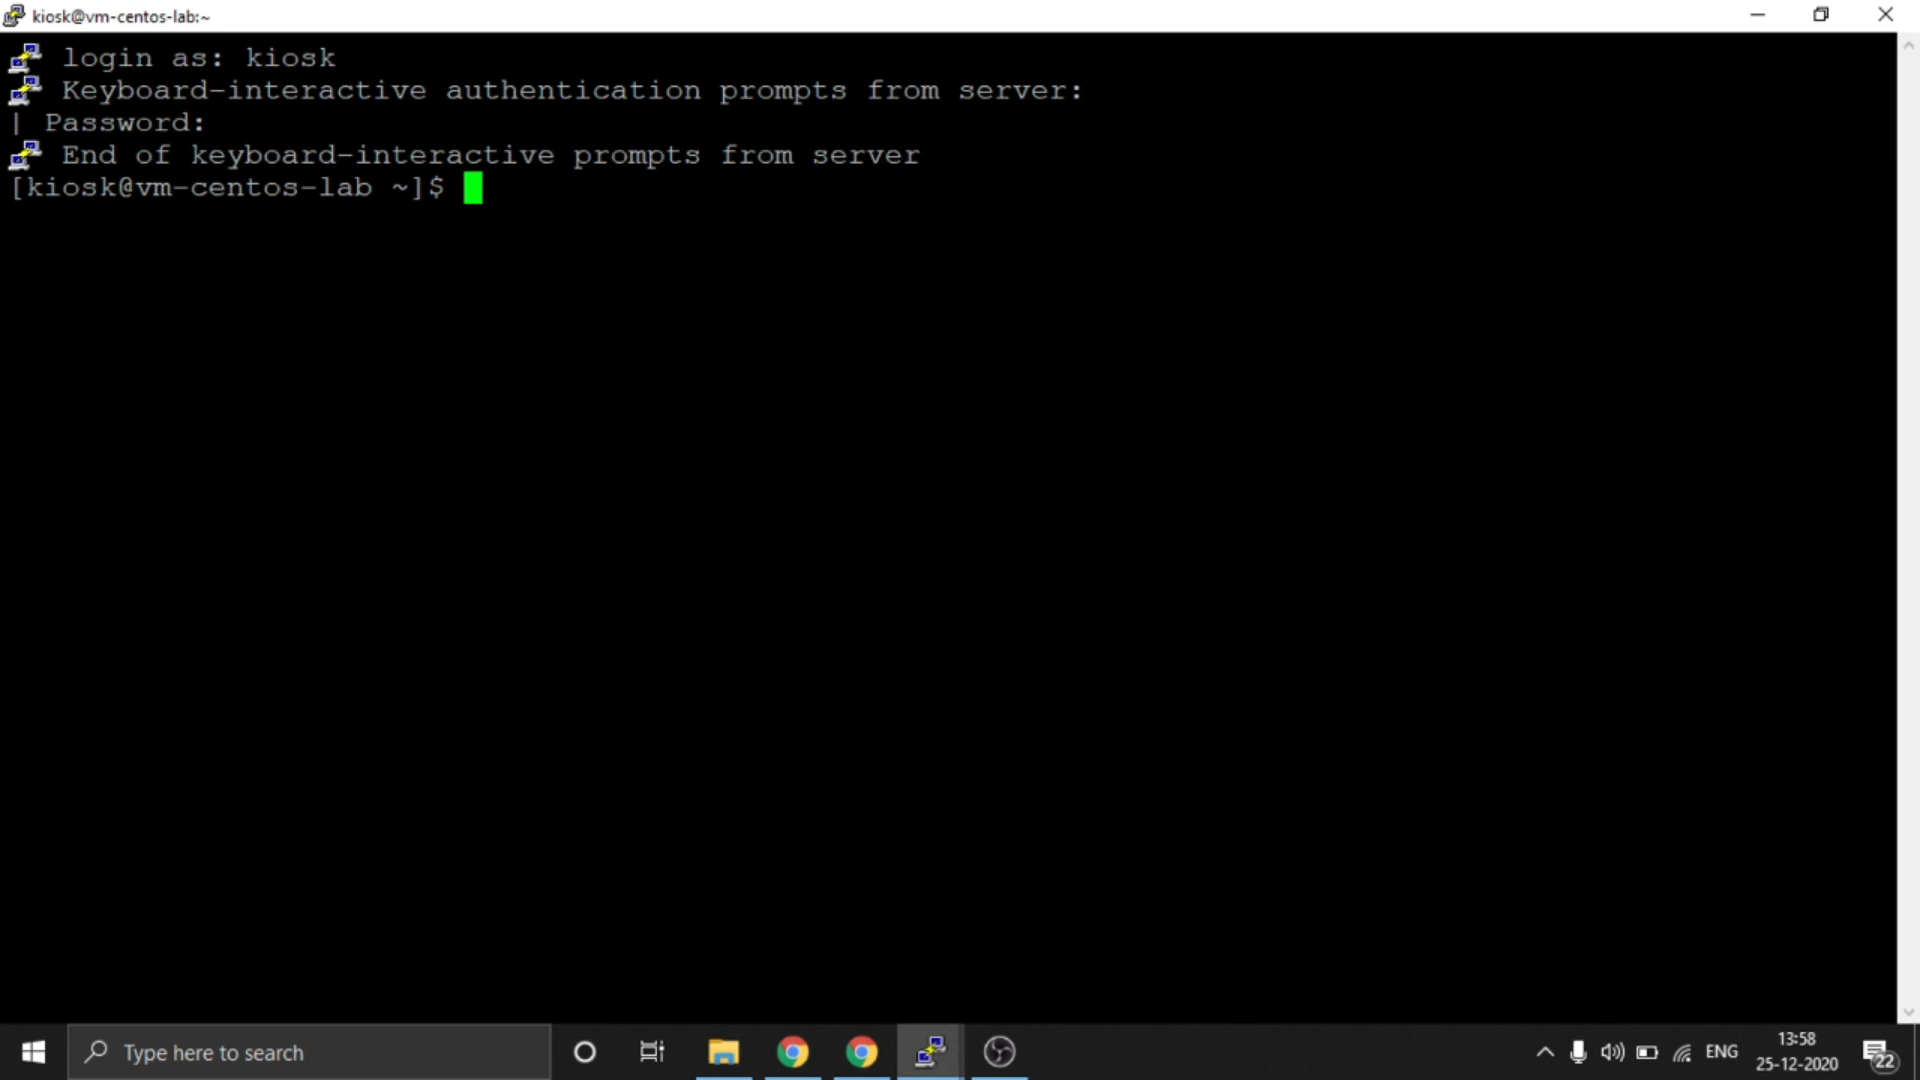 kiosk@vm-centos-lab:~
login as: kiosk
Keyboard-interactive authentication prompts from server:
| Password:
End of keyboard-interactive prompts from server
[kiosk@vm-centos-lab ~]$
Type here to search
ENG
13:58
25-12-2020
22